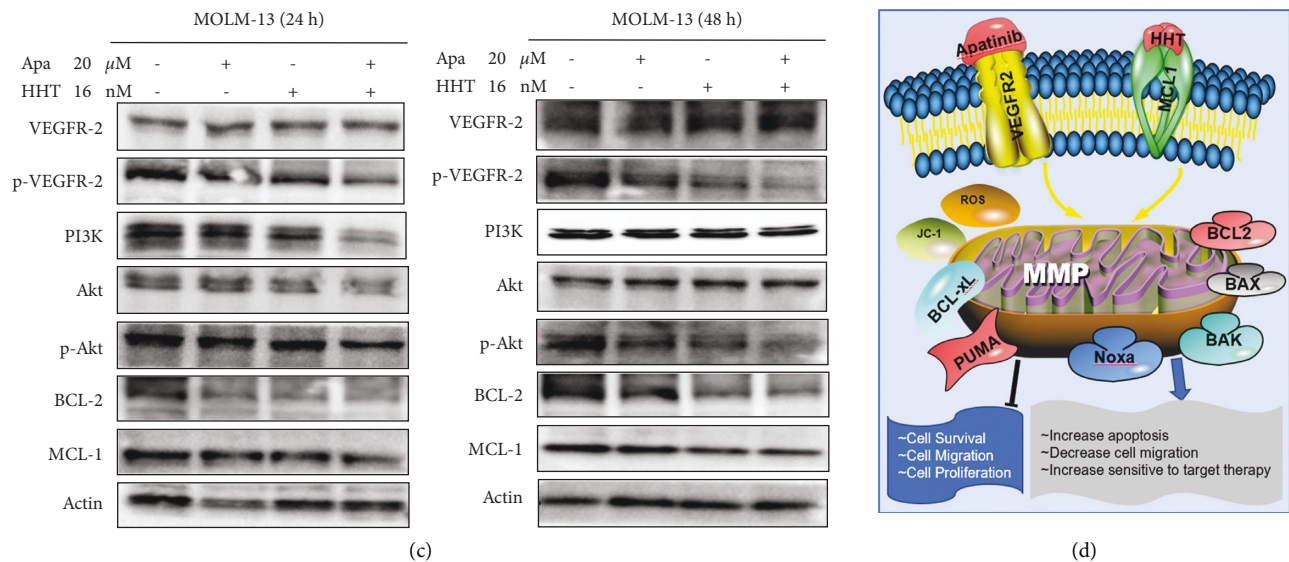 MOLM-13 (24 h)
Apa 20 μM - + - +
HHT 16 nM - - + +
VEGFR-2
p-VEGFR-2
PI3K
Akt
p-Akt
BCL-2
MCL-1
Actin
MOLM-13 (48 h)
Apa 20 μM - + - +
HHT 16 nM - - + +
VEGFR-2
p-VEGFR-2
PI3K
Akt
p-Akt
BCL-2
MCL-1
Actin
(c)
Apatinib
VEGFR2
HHT
MCL1
ROS
JC-1
BCL-xL
MMP
BCL2
BAX
BAK
Noxa
PUMA
~Cell Survival
~Cell Migration
~Cell Proliferation
~Increase apoptosis
~Decrease cell migration
~Increase sensitive to target therapy
(d)